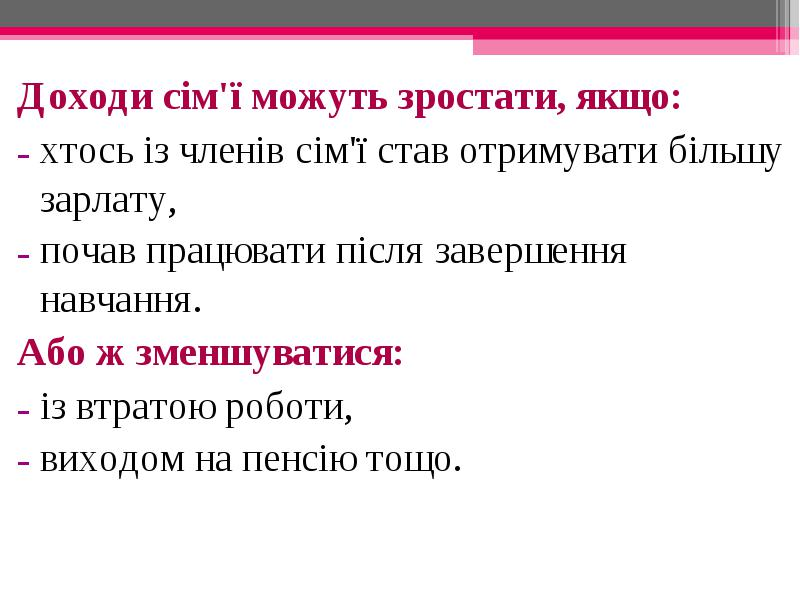 Доходи сім'ї можуть зростати, якщо:
- хтось із членів сім'ї став отримувати більшу
зарлату,
- почав працювати після завершення
навчання.
Або ж зменшуватися:
- із втратою роботи,
- виходом на пенсію тощо.